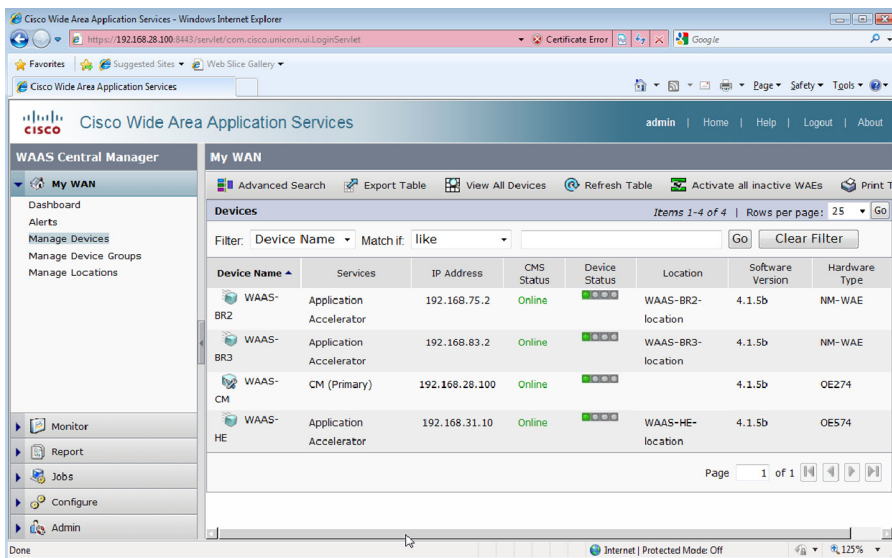 Cisco Wide Area Application Services - Windows Internet Explorer
https://192.168.28.100:8443/servlet/com.cisco.unicorn.ui.LoginServlet
Certificate Error
Google
Favorites
Suggested Sites
Web Slice Gallery
Cisco Wide Area Application Services
Page
Safety
Tools
CISCO
Cisco Wide Area Application Services
admin | Home | Help | Logout | About
WAAS Central Manager
My WAN
My WAN
Dashboard
Alerts
Manage Devices
Manage Device Groups
Manage Locations
Monitor
Report
Jobs
Configure
Admin
Advanced Search
Export Table
View All Devices
Refresh Table
Activate all inactive WAEs
Print T
Devices
Items 1-4 of 4 | Rows per page: 25 Go
Filter: Device Name Match if: like Go Clear Filter
Device Name Services IP Address CMS Status Device Status Location Software Version Hardware Type
WAAS-BR2 Application Accelerator 192.168.75.2 Online WAAS-BR2-location 4.1.5b NM-WAE
WAAS-BR3 Application Accelerator 192.168.83.2 Online WAAS-BR3-location 4.1.5b NM-WAE
WAAS-CM CM (Primary) 192.168.28.100 Online 4.1.5b OE274
WAAS-HE Application Accelerator 192.168.31.10 Online WAAS-HE-location 4.1.5b OE574
Page 1 of 1
Done
Internet | Protected Mode: Off
125%